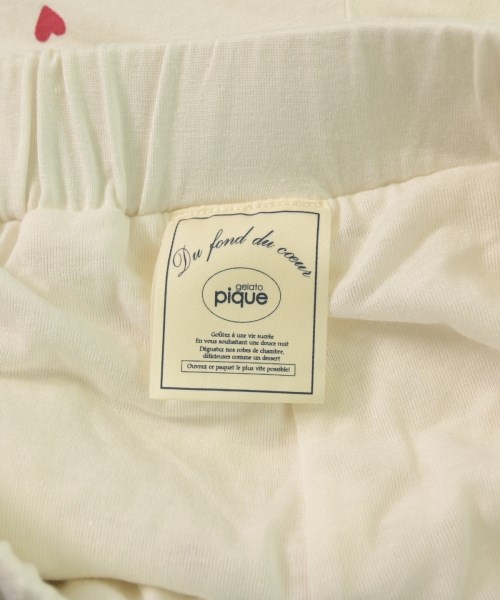 Du fond du cœur
gelato
pique
Goûtez à une vie sucrée
En vous souhaitant une douce nuit
Dégustez nos robes de chambre,
délicieuses comme un dessert
Ouvrez ce paquet le plus vite possible!